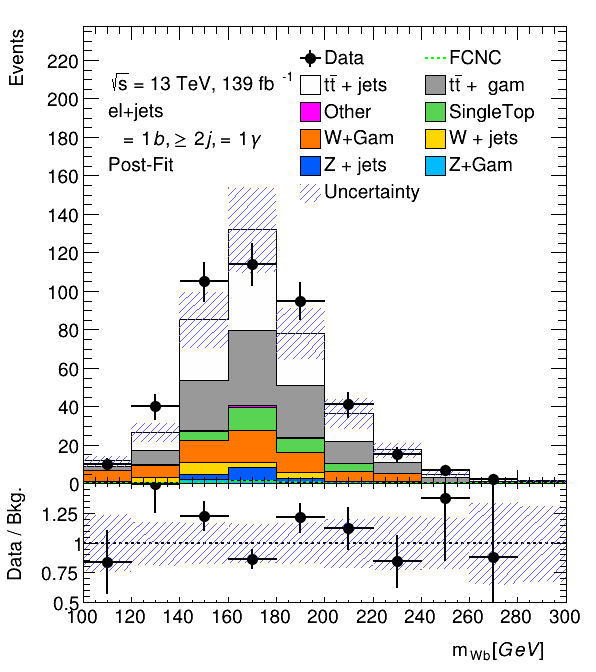 Events
220
200
180
160
140
120
100
80
60
40
20
0
√s = 13 TeV, 139 fb⁻¹
el+jets
= 1b, ≥ 2j, = 1γ
Post-Fit
Data
FCNC
tt̄ + jets
tt̄ + gam
Other
SingleTop
W+Gam
W + jets
Z + jets
Z+Gam
Uncertainty
Data / Bkg.
1.25
1
0.75
0.5
100 120 140 160 180 200 220 240 260 280 300
m_Wb[GeV]